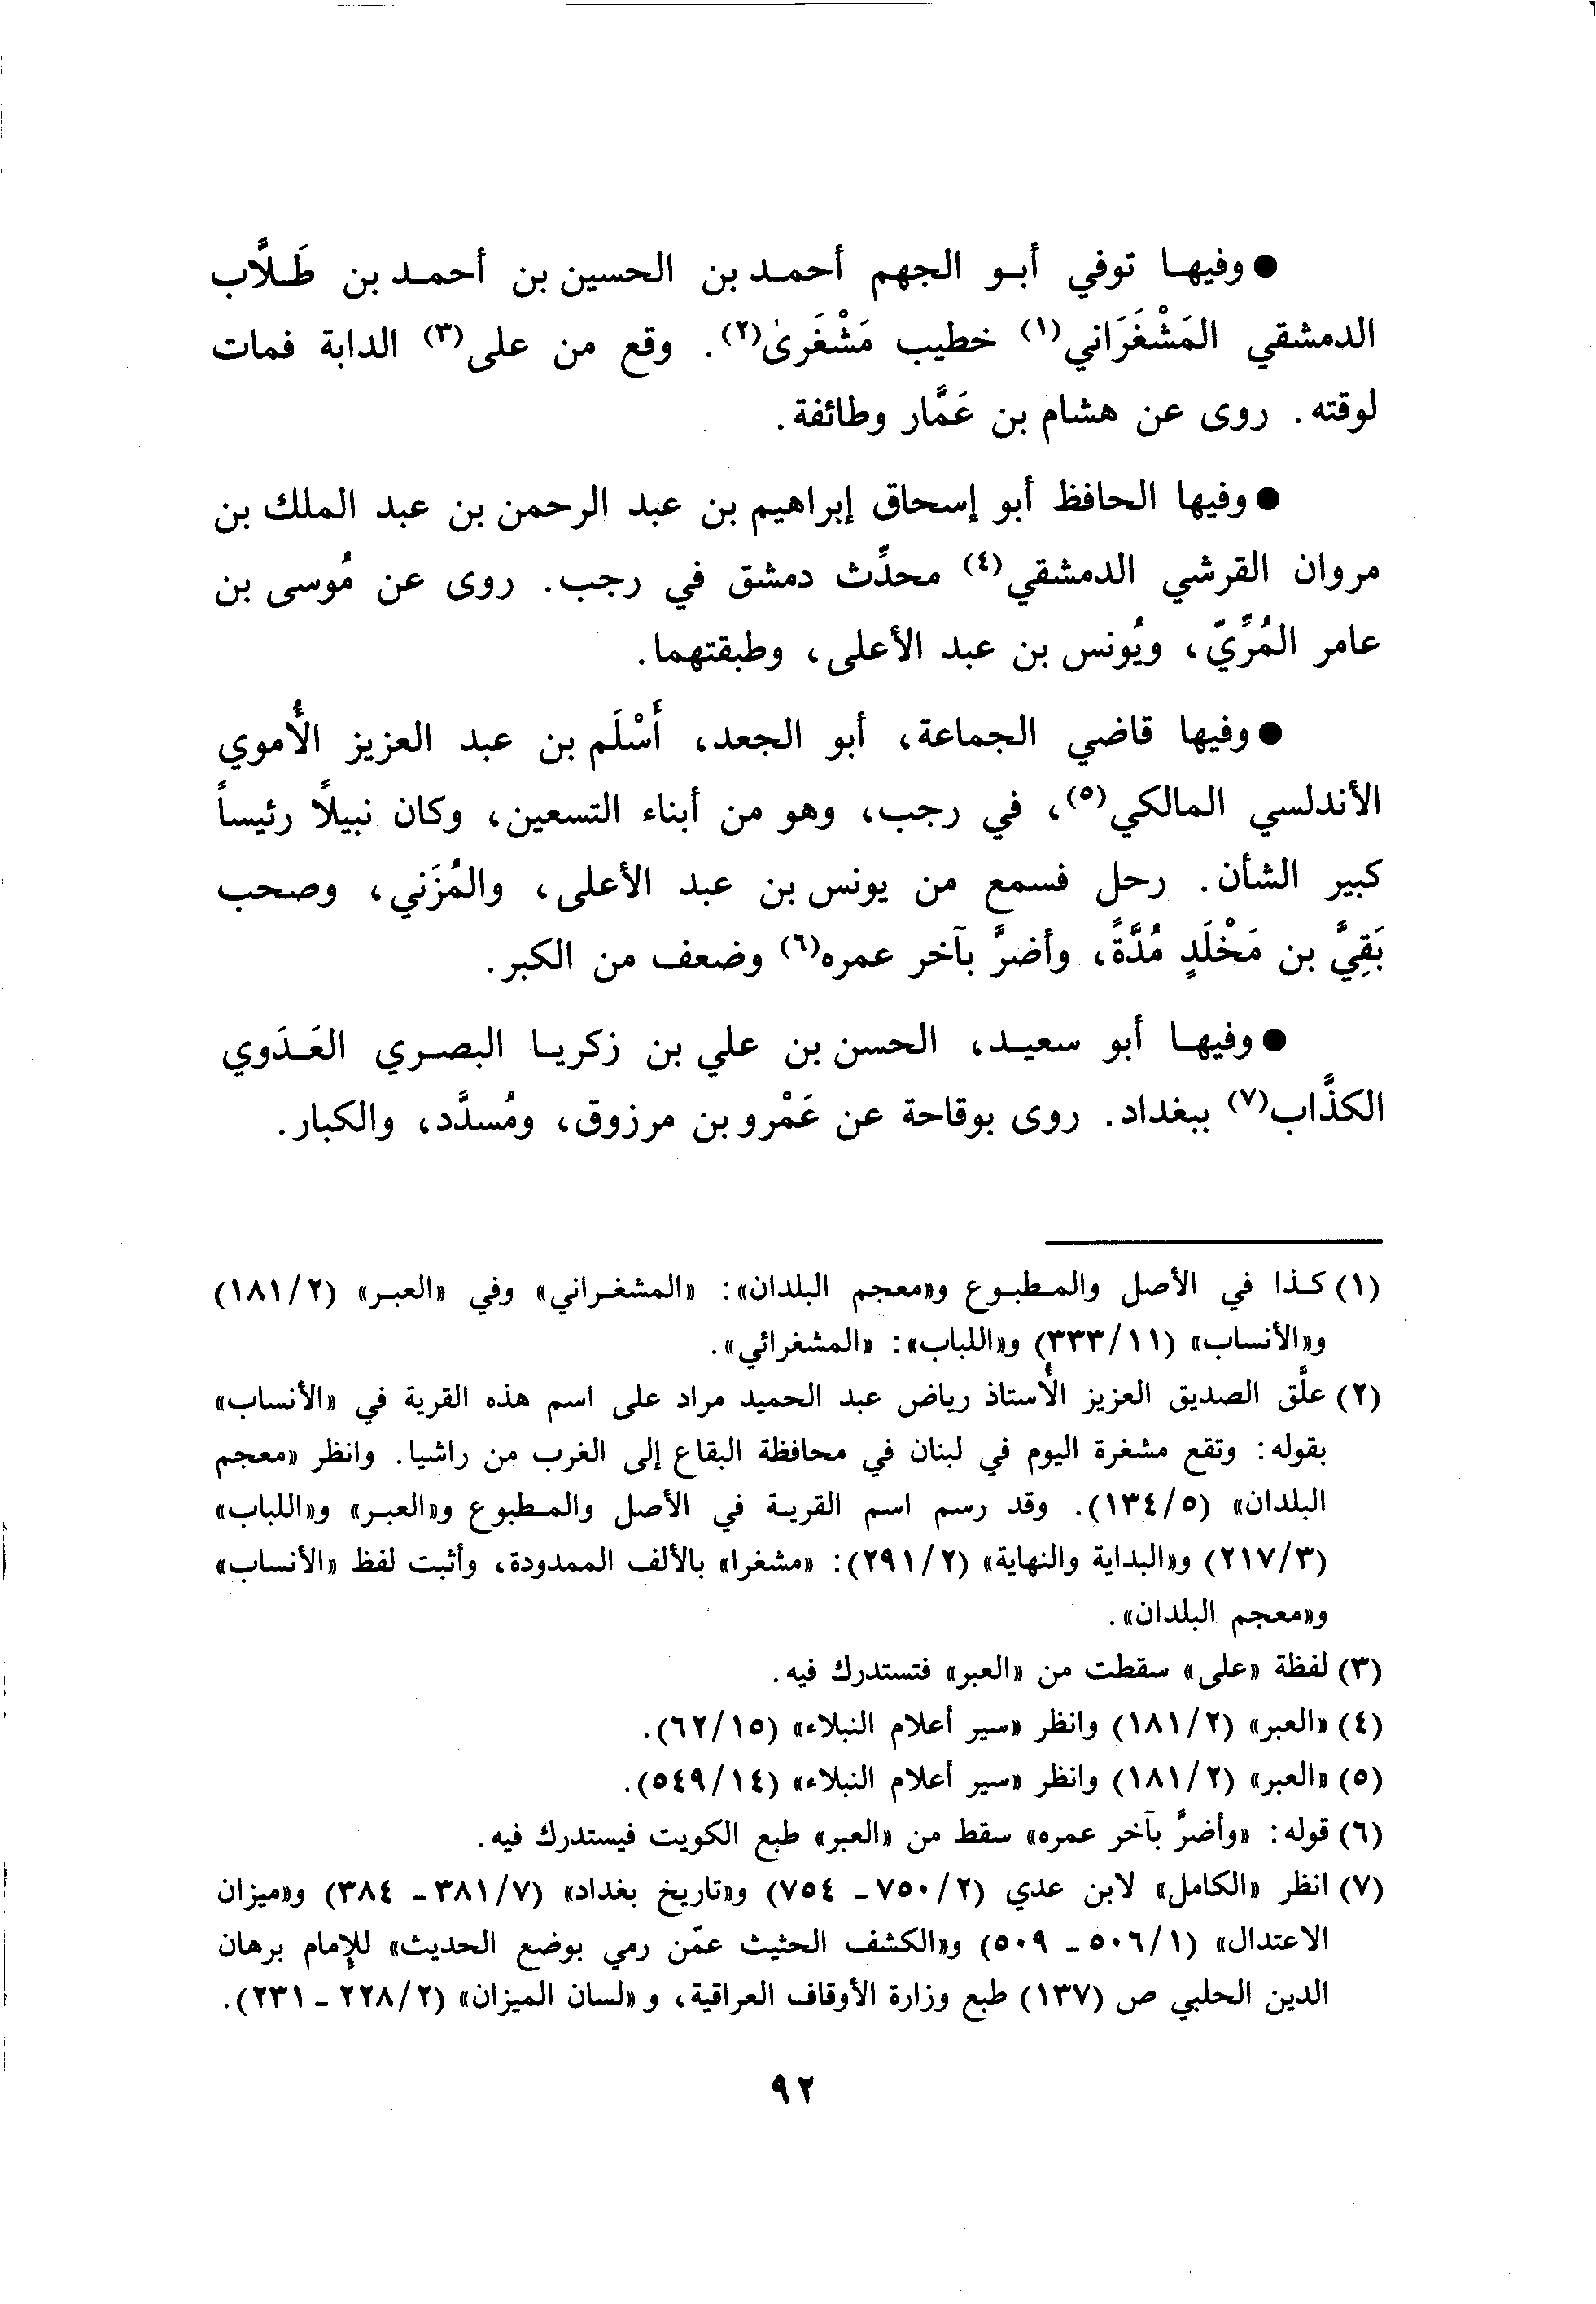 ● وفيها توفي أبو الجهم أحمد بن الحسين بن أحمد بن طَلَّاب
الدمشقي المَشْغَرَاني(١) خطيب مَشْغَرىٰ(٢). وقع من على(٣) الدابة فمات
لوقته. روى عن هشام بن عَمَّار وطائفة.
● وفيها الحافظ أبو إسحاق إبراهيم بن عبد الرحمن بن عبد الملك بن
مروان القرشي الدمشقي(٤) محدِّث دمشق في رجب. روى عن مُوسى بن
عامر المُرِّيّ، ويُونس بن عبد الأعلى، وطبقتهما.
● وفيها قاضي الجماعة، أبو الجعد، أَسْلَم بن عبد العزيز الأُموي
الأندلسي المالكي(٥)، في رجب، وهو من أبناء التسعين، وكان نبيلاً رئيساً
كبير الشأن. رحل فسمع من يونس بن عبد الأعلى، والمُزَني، وصحب
بَقِيَّ بن مَخْلَدٍ مُدَّةً، وأضرَّ بآخر عمره(٦) وضعف من الكبر.
● وفيها أبو سعيد، الحسن بن علي بن زكريا البصري العَدَوي
الكذَّاب(٧) ببغداد. روى بوقاحة عن عَمْرو بن مرزوق، ومُسدَّد، والكبار.
(١) كذا في الأصل والمطبوع و«معجم البلدان»: «المشغراني» وفي «العبر» (١٨١/٢)
و«الأنساب» (٣٣٣/١١) و«اللباب»: «المشغرائي».
(٢) علَّق الصديق العزيز الأُستاذ رياض عبد الحميد مراد على اسم هذه القرية في «الأنساب»
بقوله: وتقع مشغرة اليوم في لبنان في محافظة البقاع إلى الغرب من راشيا. وانظر «معجم
البلدان» (١٣٤/٥). وقد رسم اسم القرية في الأصل والمطبوع و«العبر» و«اللباب»
(٢١٧/٣) و«البداية والنهاية» (٢٩١/٢): «مشغرا» بالألف الممدودة، وأثبت لفظ «الأنساب»
و«معجم البلدان».
(٣) لفظة «على» سقطت من «العبر» فتستدرك فيه.
(٤) «العبر» (١٨١/٢) وانظر «سير أعلام النبلاء» (٦٢/١٥).
(٥) «العبر» (١٨١/٢) وانظر «سير أعلام النبلاء» (٥٤٩/١٤).
(٦) قوله: «وأضرَّ بآخر عمره» سقط من «العبر» طبع الكويت فيستدرك فيه.
(٧) انظر «الكامل» لابن عدي (٧٥٠/٢ - ٧٥٤) و«تاريخ بغداد» (٣٨١/٧ - ٣٨٤) و«ميزان
الاعتدال» (٥٠٦/١ - ٥٠٩) و«الكشف الحثيث عمّن رمي بوضع الحديث» للإمام برهان
الدين الحلبي ص (١٣٧) طبع وزارة الأوقاف العراقية، و «لسان الميزان» (٢٢٨/٢ - ٢٣١).
٩٢